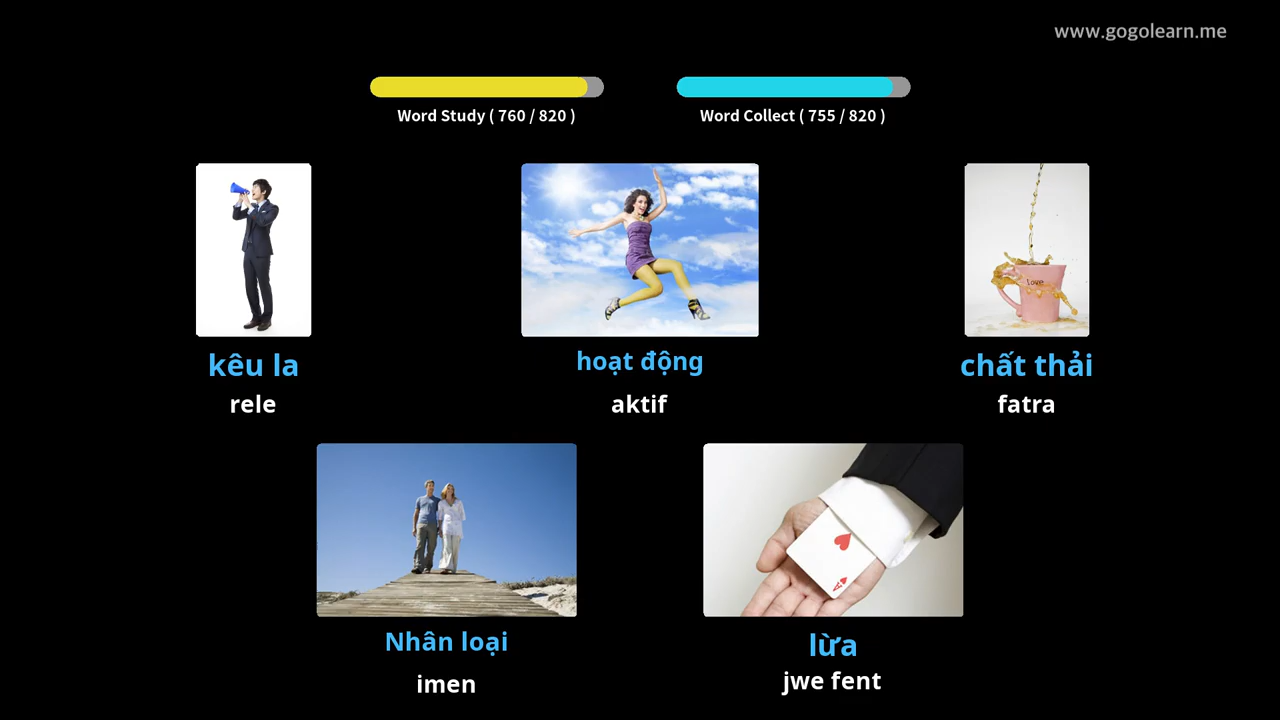 www.gogolearn.me
Word Study ( 760 / 820 )
Word Collect ( 755 / 820 )
Love
kêu la
rele
hoạt động
aktif
chất thải
fatra
A
Nhân loại
imen
lừa
jwe fent